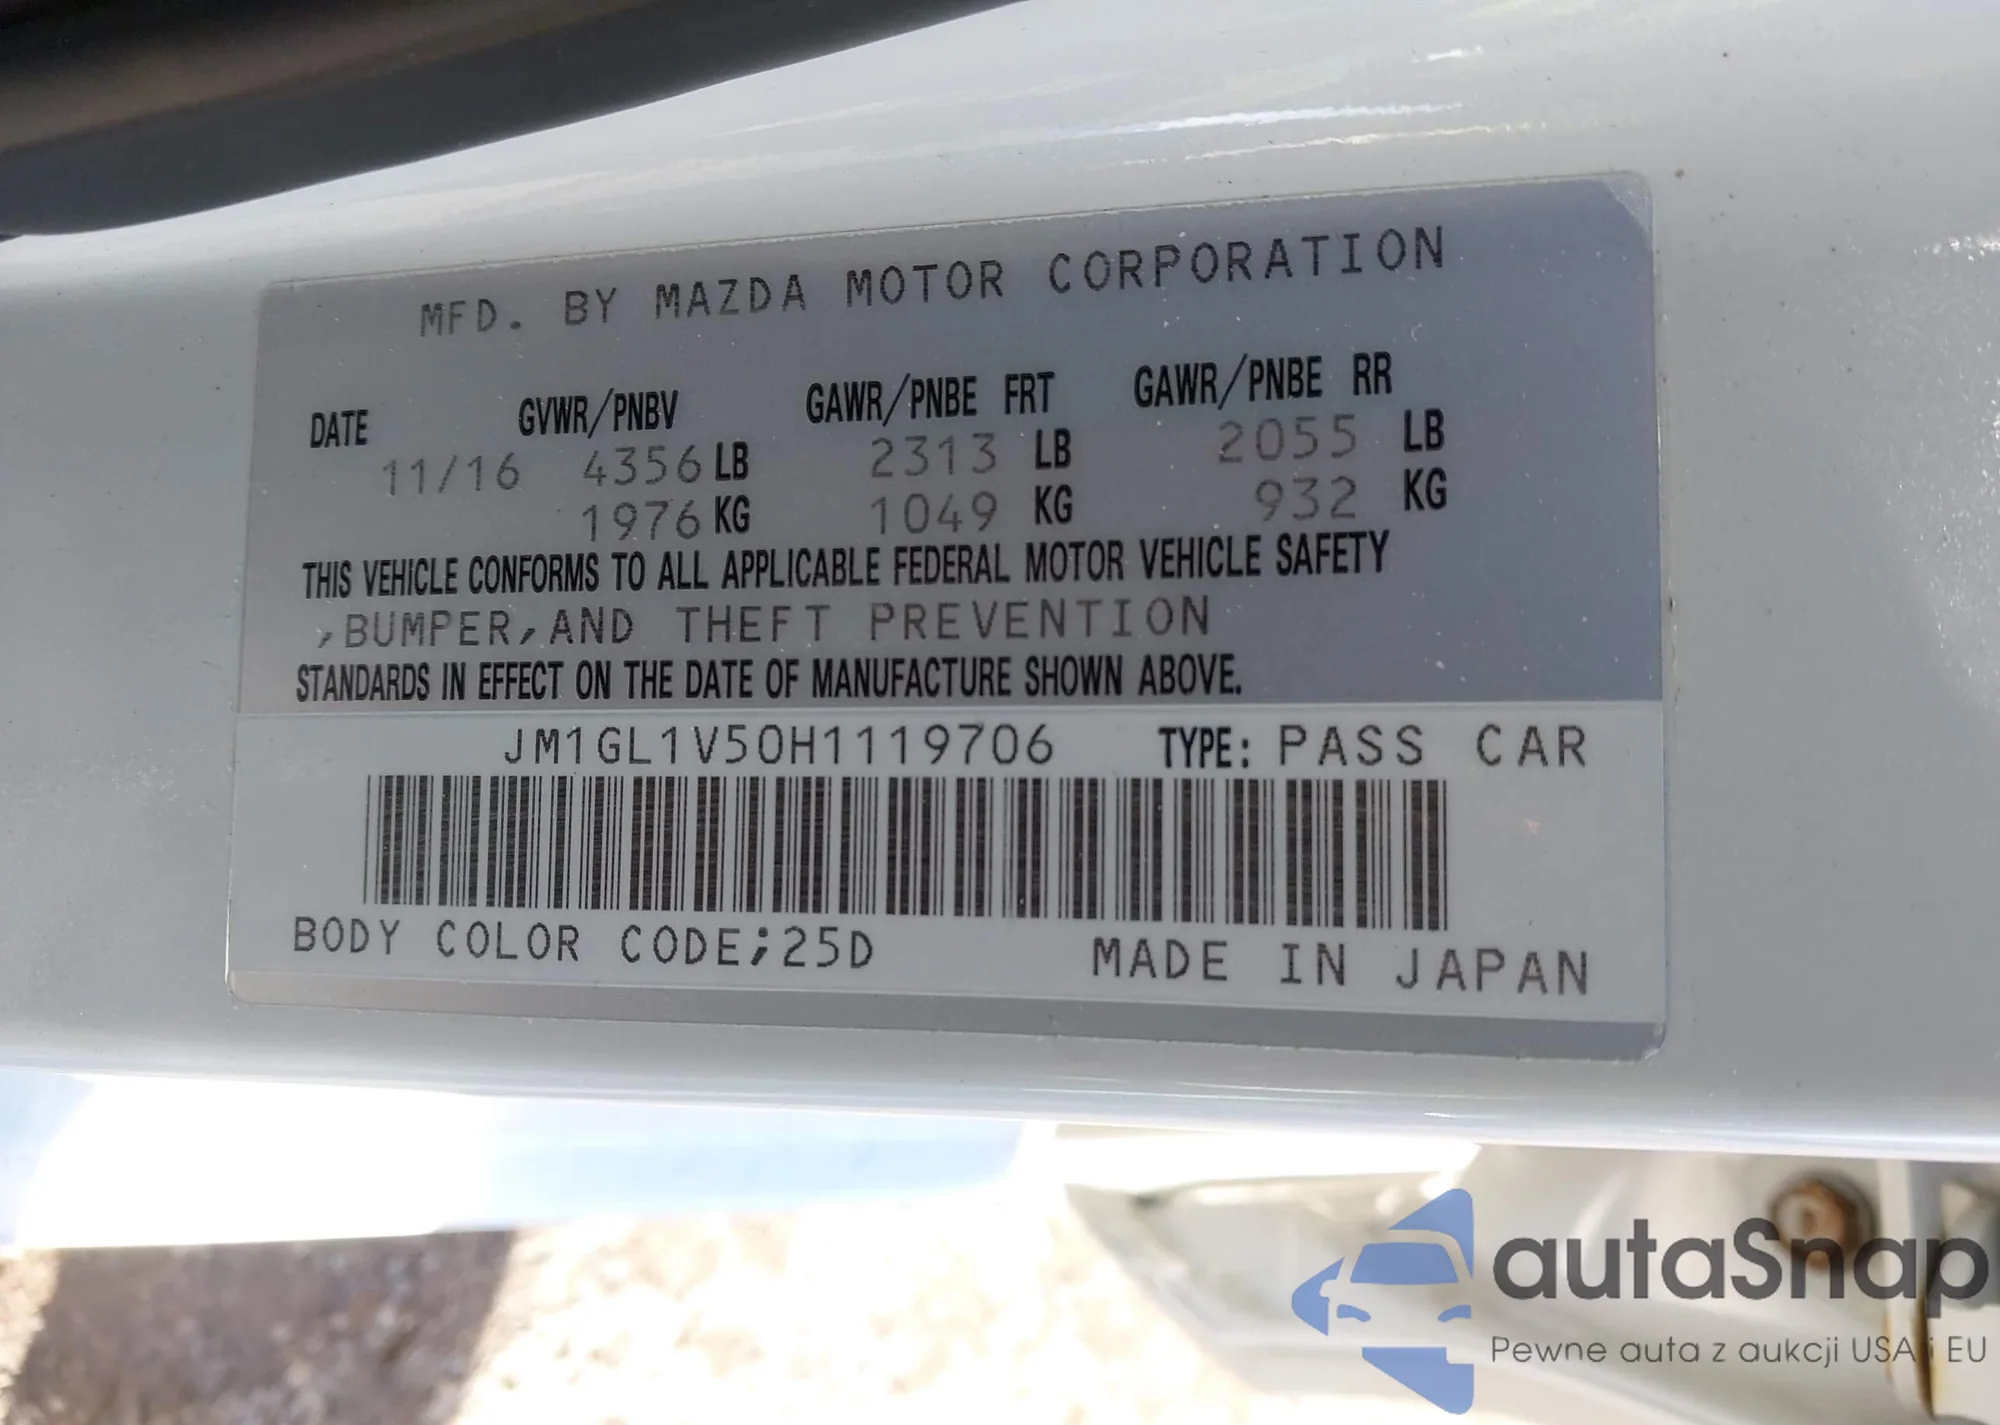 MFD. BY MAZDA MOTOR CORPORATION
DATE GVWR/PNBV GAWR/PNBE FRT GAWR/PNBE RR
11/16 4356 LB 2313 LB 2055 LB
1976 KG 1049 KG 932 KG
THIS VEHICLE CONFORMS TO ALL APPLICABLE FEDERAL MOTOR VEHICLE SAFETY
,BUMPER,AND THEFT PREVENTION
STANDARDS IN EFFECT ON THE DATE OF MANUFACTURE SHOWN ABOVE.
JM1GL1V50H1119706 TYPE: PASS CAR
BODY COLOR CODE;25D MADE IN JAPAN
autaSnap
Pewne auta z aukcji USA i EU